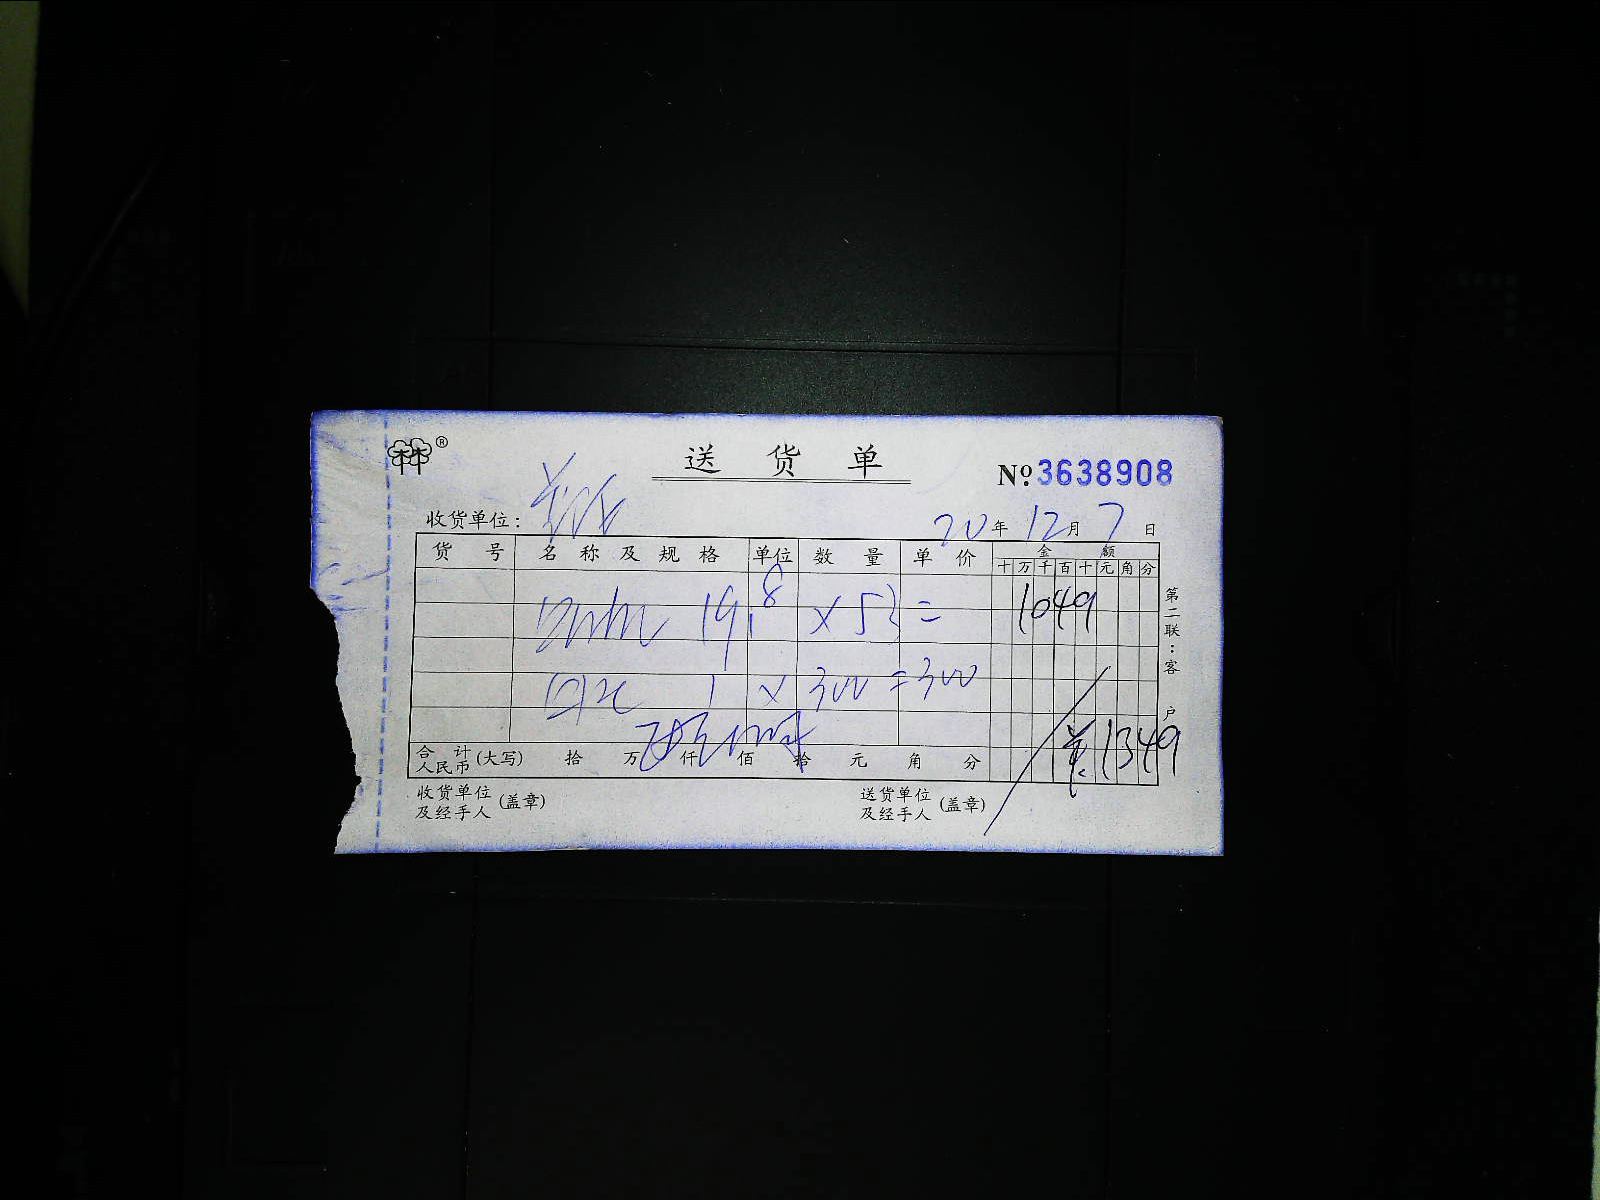 林®
送货单
№3638908
收货单位：
20年12月7日
货号 名称及规格 单位 数量 单价 金额
十万千百十元角分
19.8 × 53 = 1049
1 × 300 = 300
¥1349
合计人民币(大写) 拾 万 仟 佰 拾 元 角 分
收货单位及经手人(盖章) 送货单位及经手人(盖章)
第二联：客户